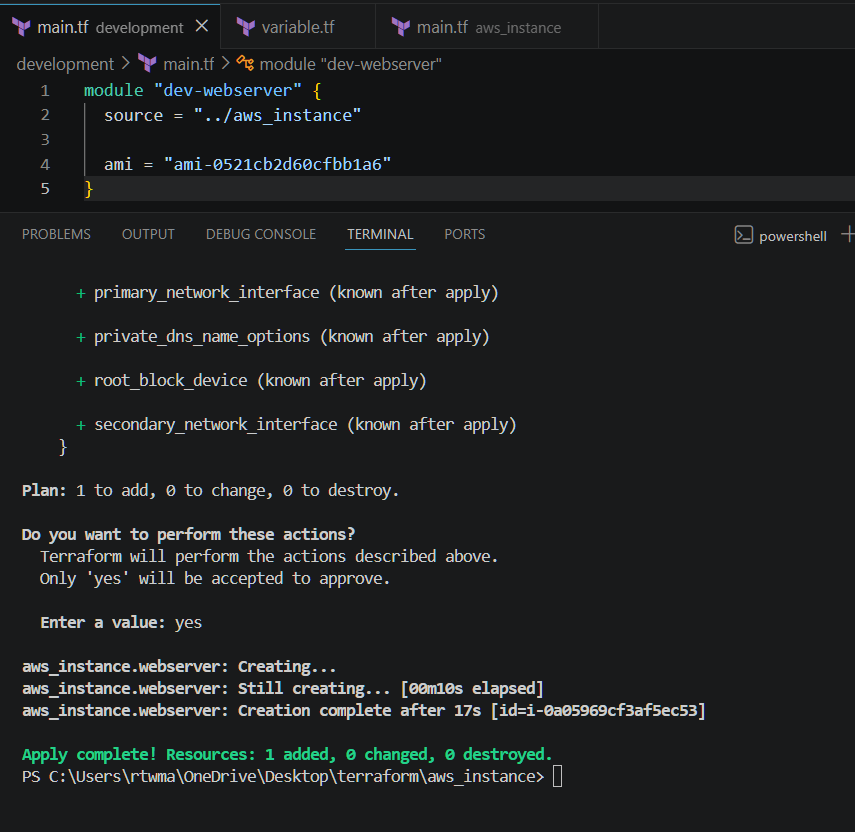 main.tf development variable.tf main.tf aws_instance
development > main.tf > module "dev-webserver"
1 module "dev-webserver" {
2 source = "../aws_instance"
3
4 ami = "ami-0521cb2d60cfbb1a6"
5 }
PROBLEMS OUTPUT DEBUG CONSOLE TERMINAL PORTS powershell
+ primary_network_interface (known after apply)
+ private_dns_name_options (known after apply)
+ root_block_device (known after apply)
+ secondary_network_interface (known after apply)
}
Plan: 1 to add, 0 to change, 0 to destroy.
Do you want to perform these actions?
Terraform will perform the actions described above.
Only 'yes' will be accepted to approve.
Enter a value: yes
aws_instance.webserver: Creating...
aws_instance.webserver: Still creating... [00m10s elapsed]
aws_instance.webserver: Creation complete after 17s [id=i-0a05969cf3af5ec53]
Apply complete! Resources: 1 added, 0 changed, 0 destroyed.
PS C:\Users\rtwma\OneDrive\Desktop\terraform\aws_instance>